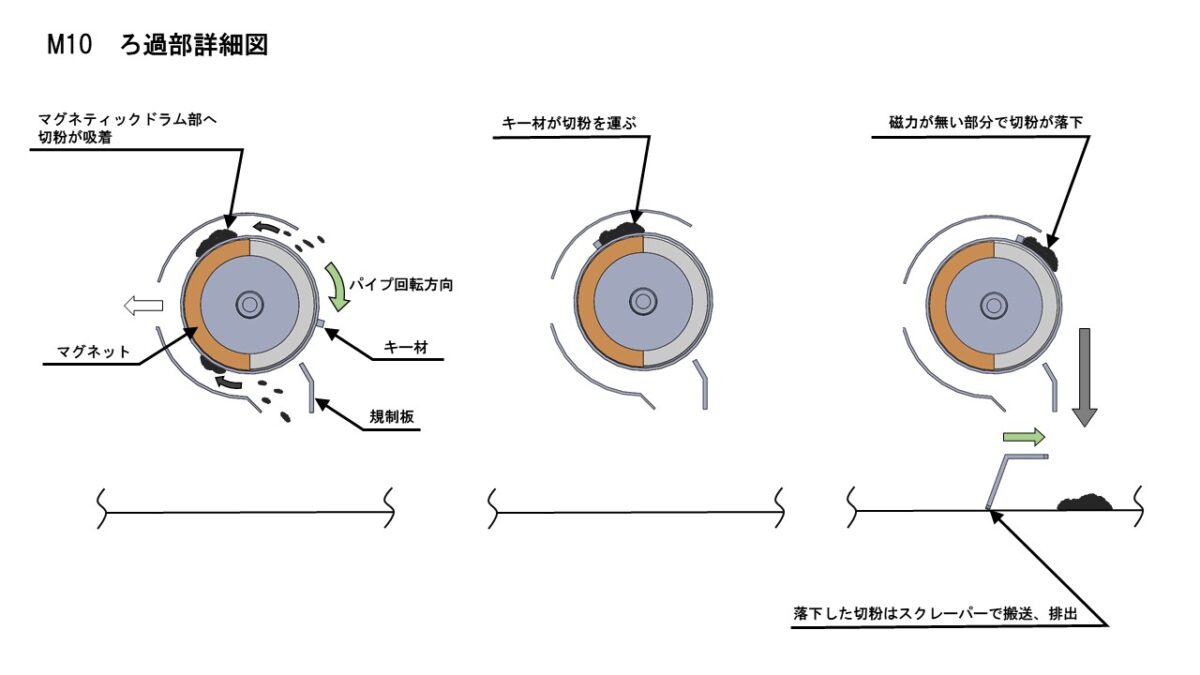 M10　ろ過部詳細図
マグネティックドラム部へ
切粉が吸着
キー材が切粉を運ぶ
磁力が無い部分で切粉が落下
パイプ回転方向
マグネット
キー材
規制板
落下した切粉はスクレーパーで搬送、排出